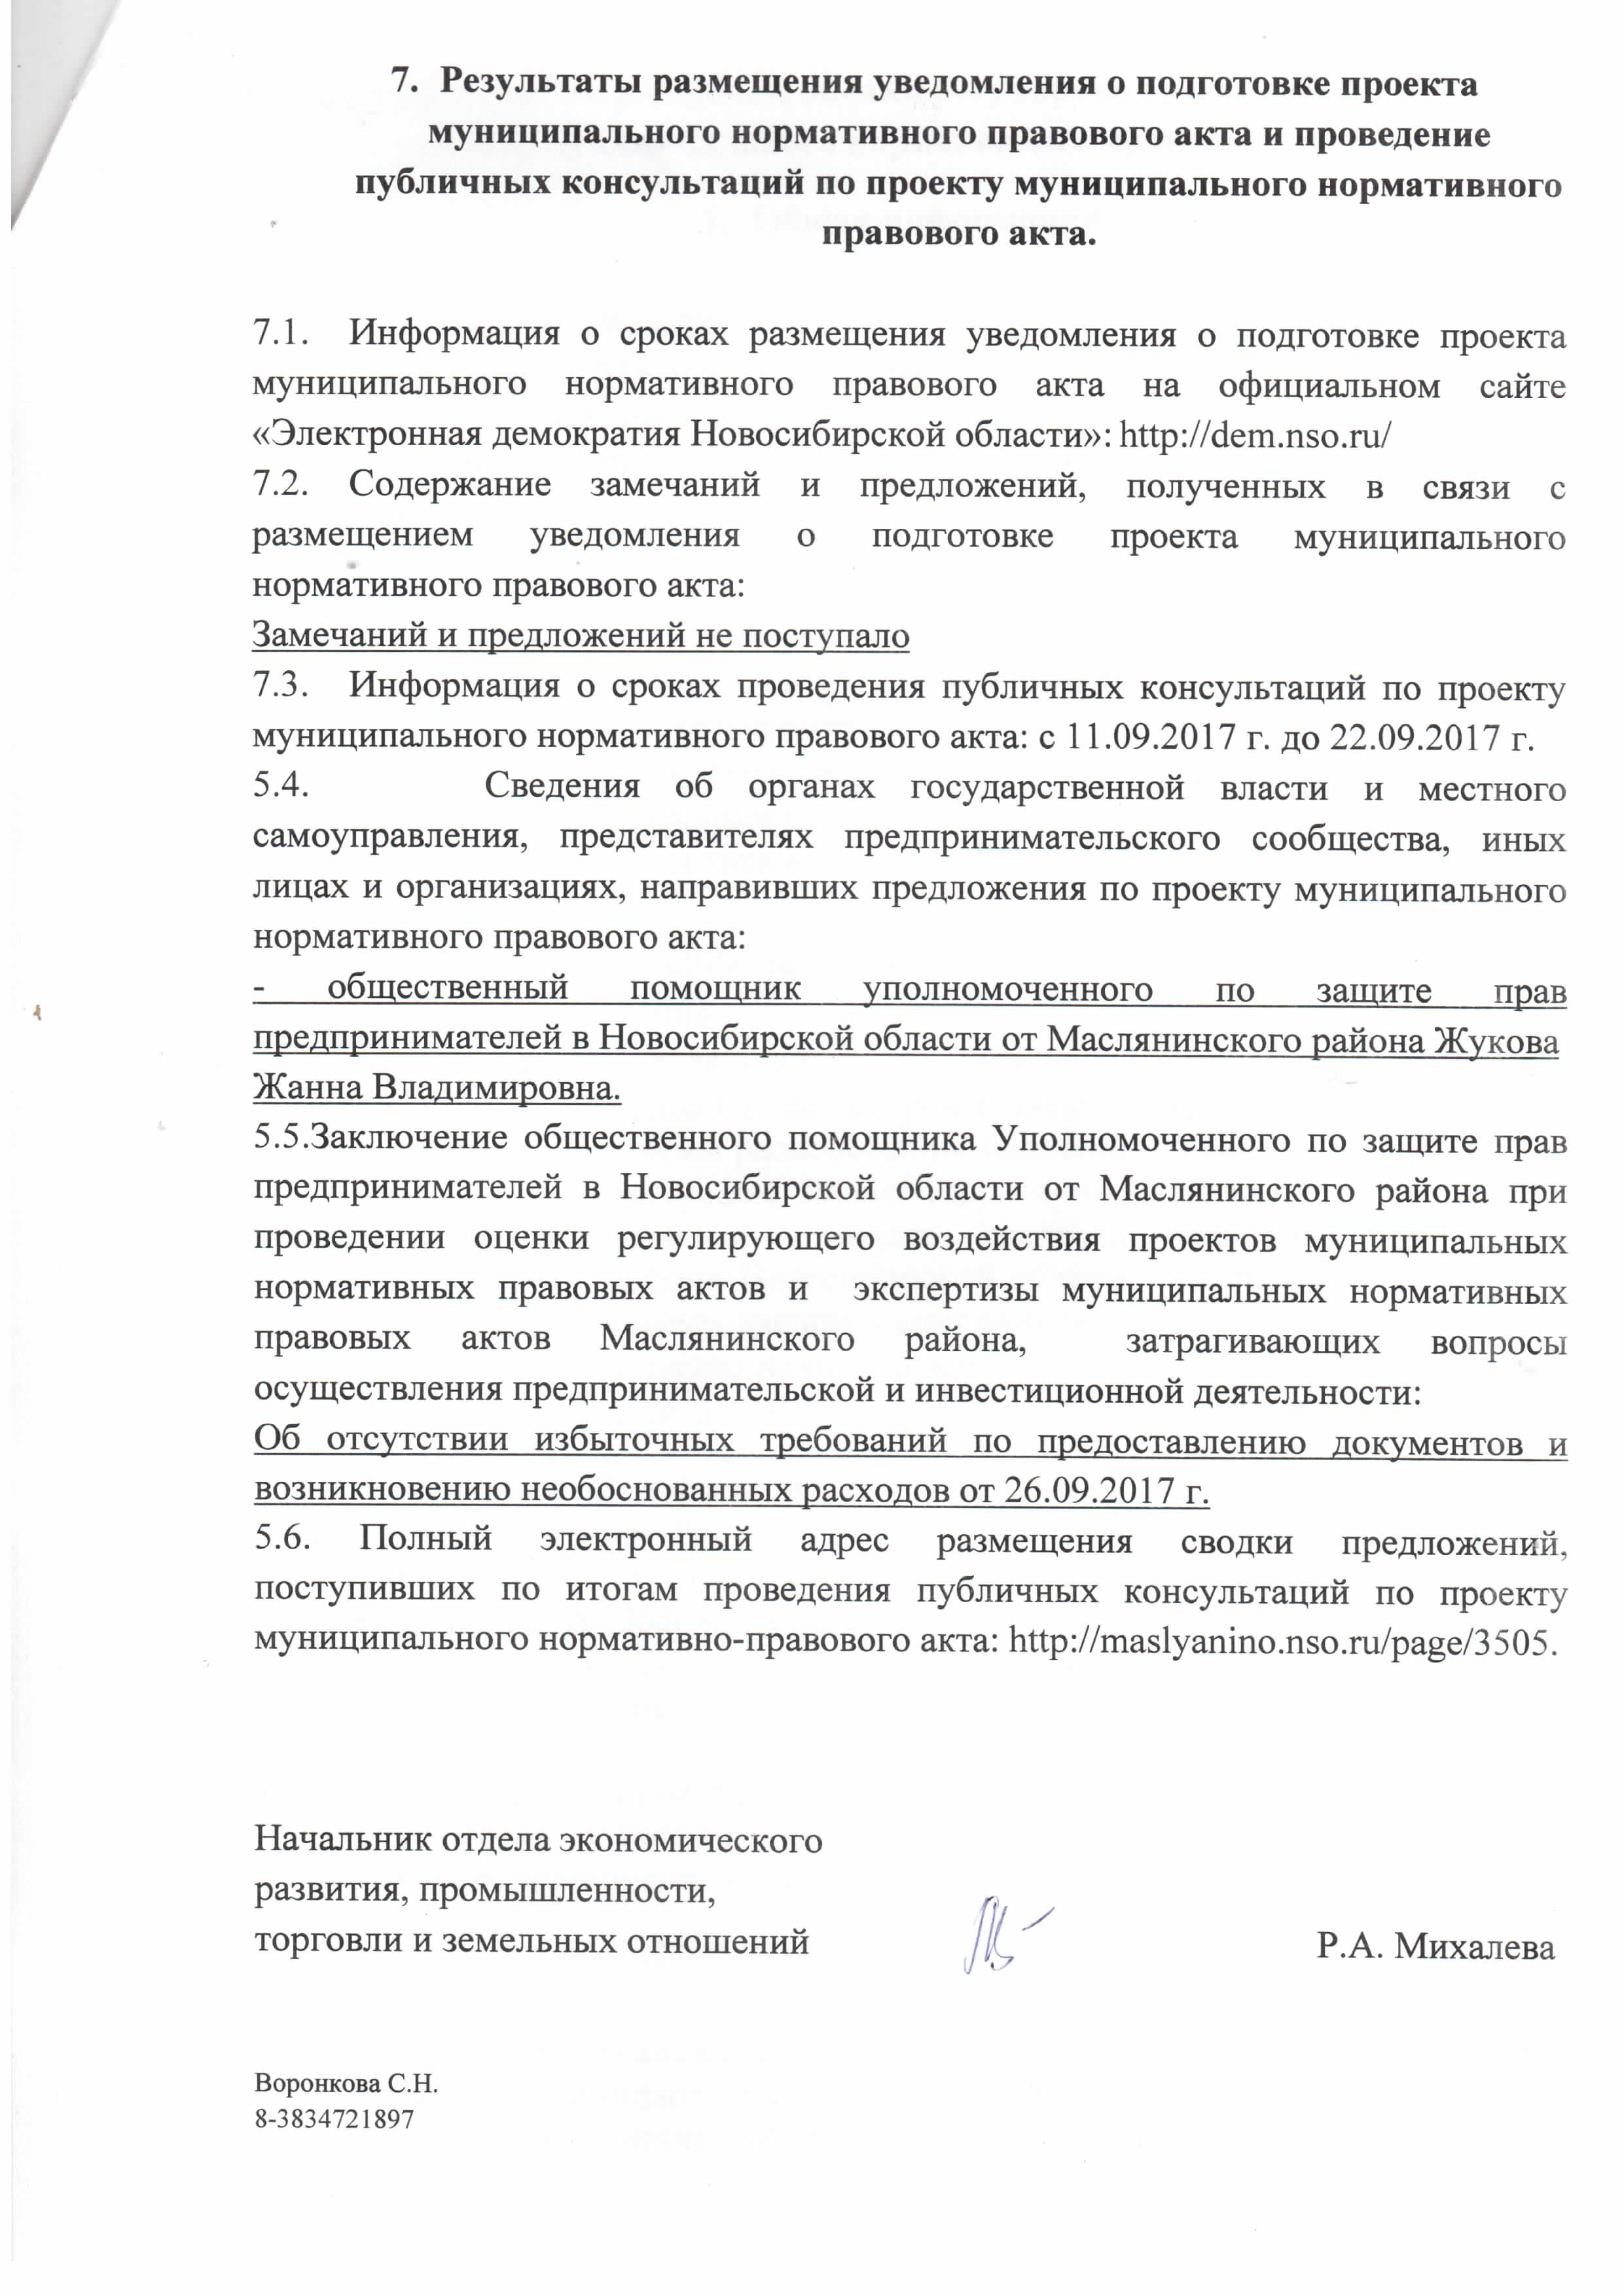 7. Результаты размещения уведомления о подготовке проекта
муниципального нормативного правового акта и проведение
публичных консультаций по проекту муниципального нормативного
правового акта.
7.1. Информация о сроках размещения уведомления о подготовке проекта
муниципального нормативного правового акта на официальном сайте
«Электронная демократия Новосибирской области»: http://dem.nso.ru/
7.2. Содержание замечаний и предложений, полученных в связи с
размещением уведомления о подготовке проекта муниципального
нормативного правового акта:
Замечаний и предложений не поступало
7.3. Информация о сроках проведения публичных консультаций по проекту
муниципального нормативного правового акта: с 11.09.2017 г. до 22.09.2017 г.
5.4. Сведения об органах государственной власти и местного
самоуправления, представителях предпринимательского сообщества, иных
лицах и организациях, направивших предложения по проекту муниципального
нормативного правового акта:
- общественный помощник уполномоченного по защите прав
предпринимателей в Новосибирской области от Маслянинского района Жукова
Жанна Владимировна.
5.5.Заключение общественного помощника Уполномоченного по защите прав
предпринимателей в Новосибирской области от Маслянинского района при
проведении оценки регулирующего воздействия проектов муниципальных
нормативных правовых актов и экспертизы муниципальных нормативных
правовых актов Маслянинского района, затрагивающих вопросы
осуществления предпринимательской и инвестиционной деятельности:
Об отсутствии избыточных требований по предоставлению документов и
возникновению необоснованных расходов от 26.09.2017 г.
5.6. Полный электронный адрес размещения сводки предложений,
поступивших по итогам проведения публичных консультаций по проекту
муниципального нормативно-правового акта: http://maslyanino.nso.ru/page/3505.
Начальник отдела экономического
развития, промышленности,
торговли и земельных отношений Р.А. Михалева
Воронкова С.Н.
8-3834721897